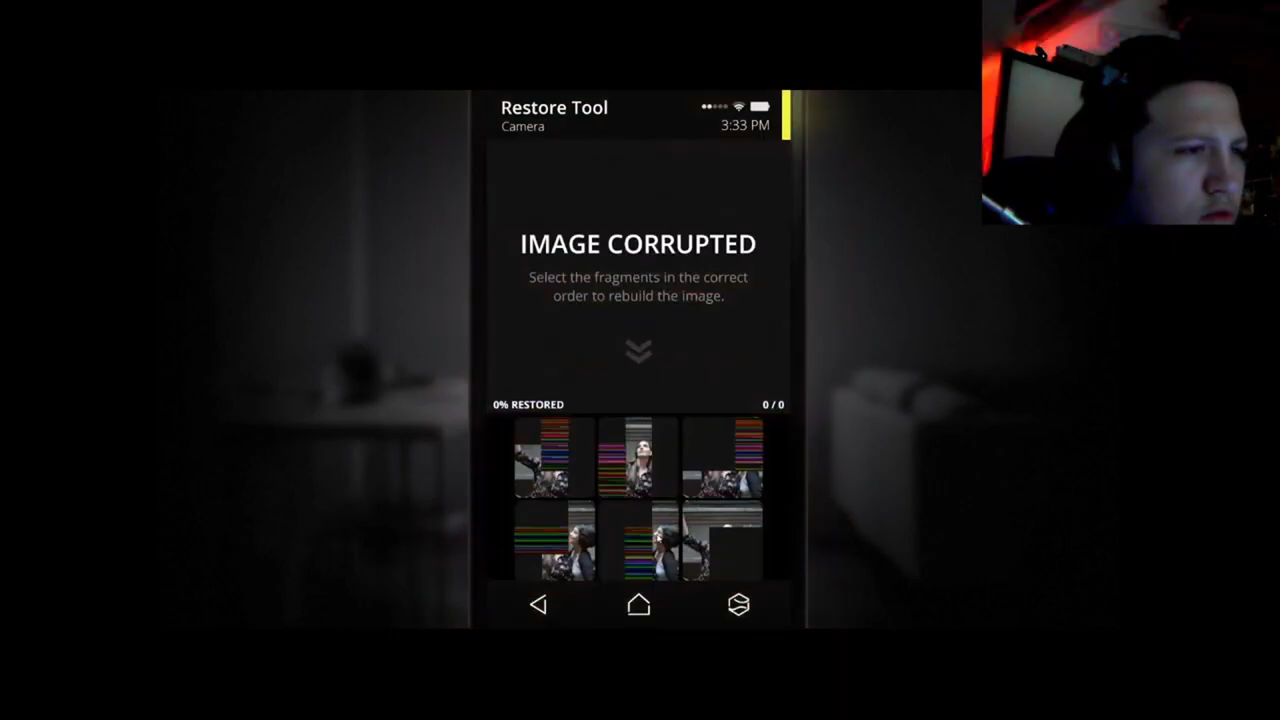 Restore Tool
Camera
3:33 PM
IMAGE CORRUPTED
Select the fragments in the correct
order to rebuild the image.
0% RESTORED
0 / 0